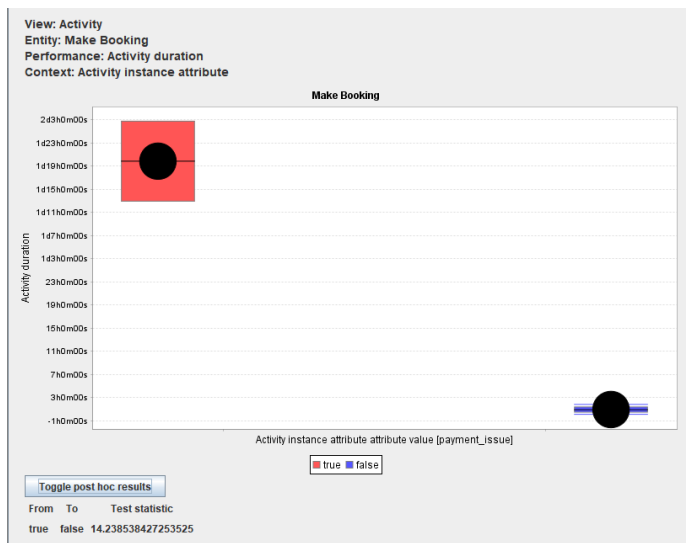 View: Activity
Entity: Make Booking
Performance: Activity duration
Context: Activity instance attribute
Make Booking
2d3h0m00s
1d23h0m00s
1d19h0m00s
1d15h0m00s
1d11h0m00s
1d7h0m00s
1d3h0m00s
23h0m00s
19h0m00s
15h0m00s
11h0m00s
7h0m00s
3h0m00s
-1h0m00s
Activity duration
Activity instance attribute attribute value [payment_issue]
true false
Toggle post hoc results
From To Test statistic
true false 14.238538427253525